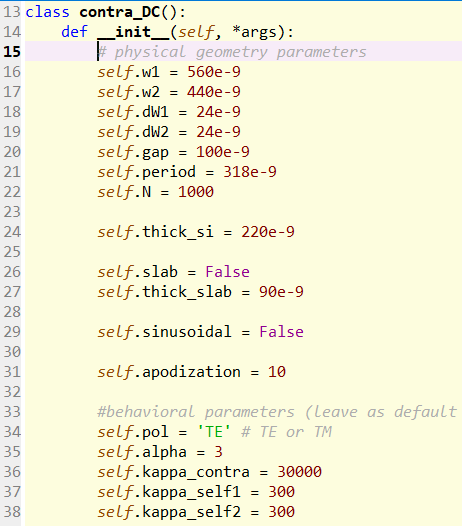 13 class contra_DC():
14     def __init__(self, *args):
15         # physical geometry parameters
16         self.w1 = 560e-9
17         self.w2 = 440e-9
18         self.dW1 = 24e-9
19         self.dW2 = 24e-9
20         self.gap = 100e-9
21         self.period = 318e-9
22         self.N = 1000
23
24         self.thick_si = 220e-9
25
26         self.slab = False
27         self.thick_slab = 90e-9
28
29         self.sinusoidal = False
30
31         self.apodization = 10
32
33         #behavioral parameters (leave as default
34         self.pol = 'TE' # TE or TM
35         self.alpha = 3
36         self.kappa_contra = 30000
37         self.kappa_self1 = 300
38         self.kappa_self2 = 300